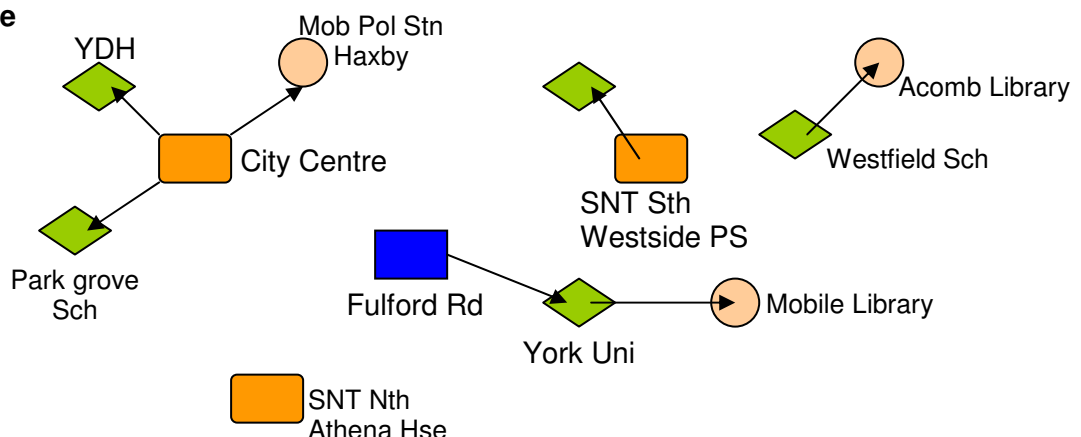 e
Mob Pol Stn
Haxby
YDH
Acomb Library
City Centre
Westfield Sch
SNT Sth
Westside PS
Park grove
Sch
Fulford Rd
Mobile Library
York Uni
SNT Nth
Athena Hse